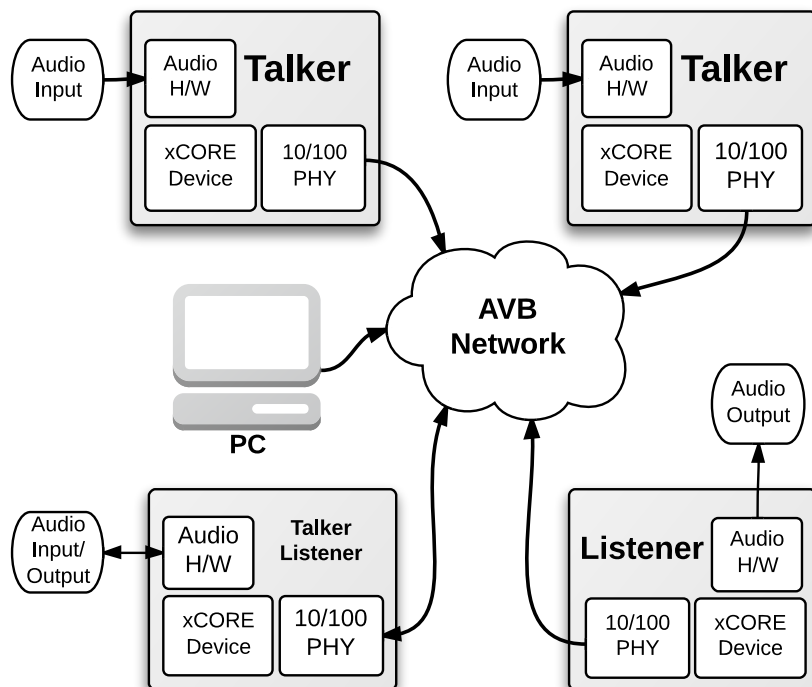 Audio
Input
Audio
H/W
Talker
xCORE
Device
10/100
PHY
Audio
Input
Audio
H/W
Talker
xCORE
Device
10/100
PHY
AVB
Network
PC
Audio
Output
Audio
Input/
Output
Audio
H/W
Talker
Listener
xCORE
Device
10/100
PHY
Listener
Audio
H/W
10/100
PHY
xCORE
Device